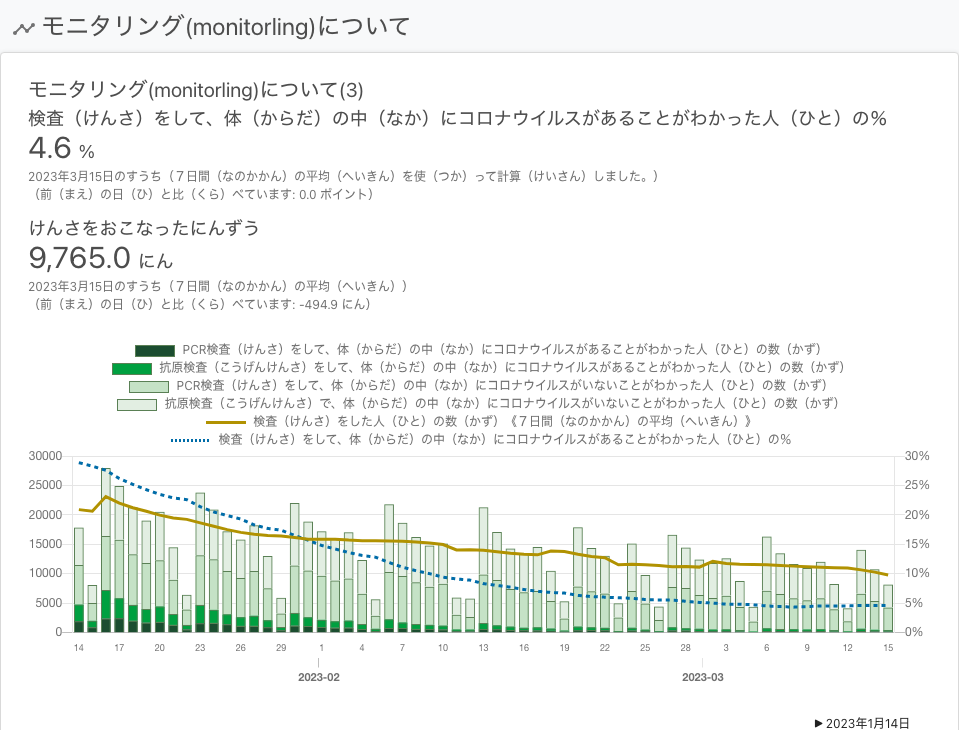 モニタリング(monitorling)について
モニタリング(monitorling)について(3)
検査（けんさ）をして、体（からだ）の中（なか）にコロナウイルスがあることがわかった人（ひと）の%
4.6 %
2023年3月15日のすうち（７日間（なのかかん）の平均（へいきん）を使（つか）って計算（けいさん）しました。）
（前（まえ）の日（ひ）と比（くら）べています: 0.0 ポイント）
けんさをおこなったにんずう
9,765.0 にん
2023年3月15日のすうち（７日間（なのかかん）の平均（へいきん））
（前（まえ）の日（ひ）と比（くら）べています: -494.9 にん）
PCR検査（けんさ）をして、体（からだ）の中（なか）にコロナウイルスがあることがわかった人（ひと）の数（かず）
抗原検査（こうげんけんさ）をして、体（からだ）の中（なか）にコロナウイルスがあることがわかった人（ひと）の数（かず）
PCR検査（けんさ）をして、体（からだ）の中（なか）にコロナウイルスがいないことがわかった人（ひと）の数（かず）
抗原検査（こうげんけんさ）で、体（からだ）の中（なか）にコロナウイルスがいないことがわかった人（ひと）の数（かず）
検査（けんさ）をした人（ひと）の数（かず）《７日間（なのかかん）の平均（へいきん）》
検査（けんさ）をして、体（からだ）の中（なか）にコロナウイルスがあることがわかった人（ひと）の%
30000 30%
25000 25%
20000 20%
15000 15%
10000 10%
5000 5%
0 0%
14 17 20 23 26 29 1 4 7 10 13 16 19 22 25 28 3 6 9 12 15
2023-02 2023-03
▶2023年1月14日